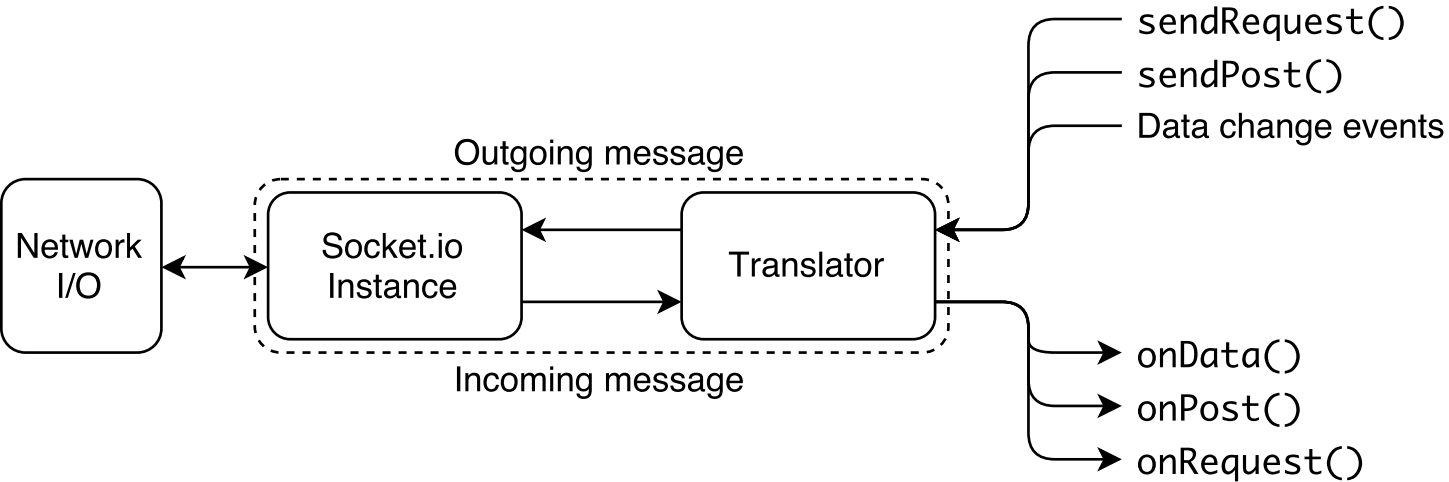 sendRequest()
sendPost()
Data change events
Outgoing message
Network
I/O
Socket.io
Instance
Translator
Incoming message
onData()
onPost()
onRequest()